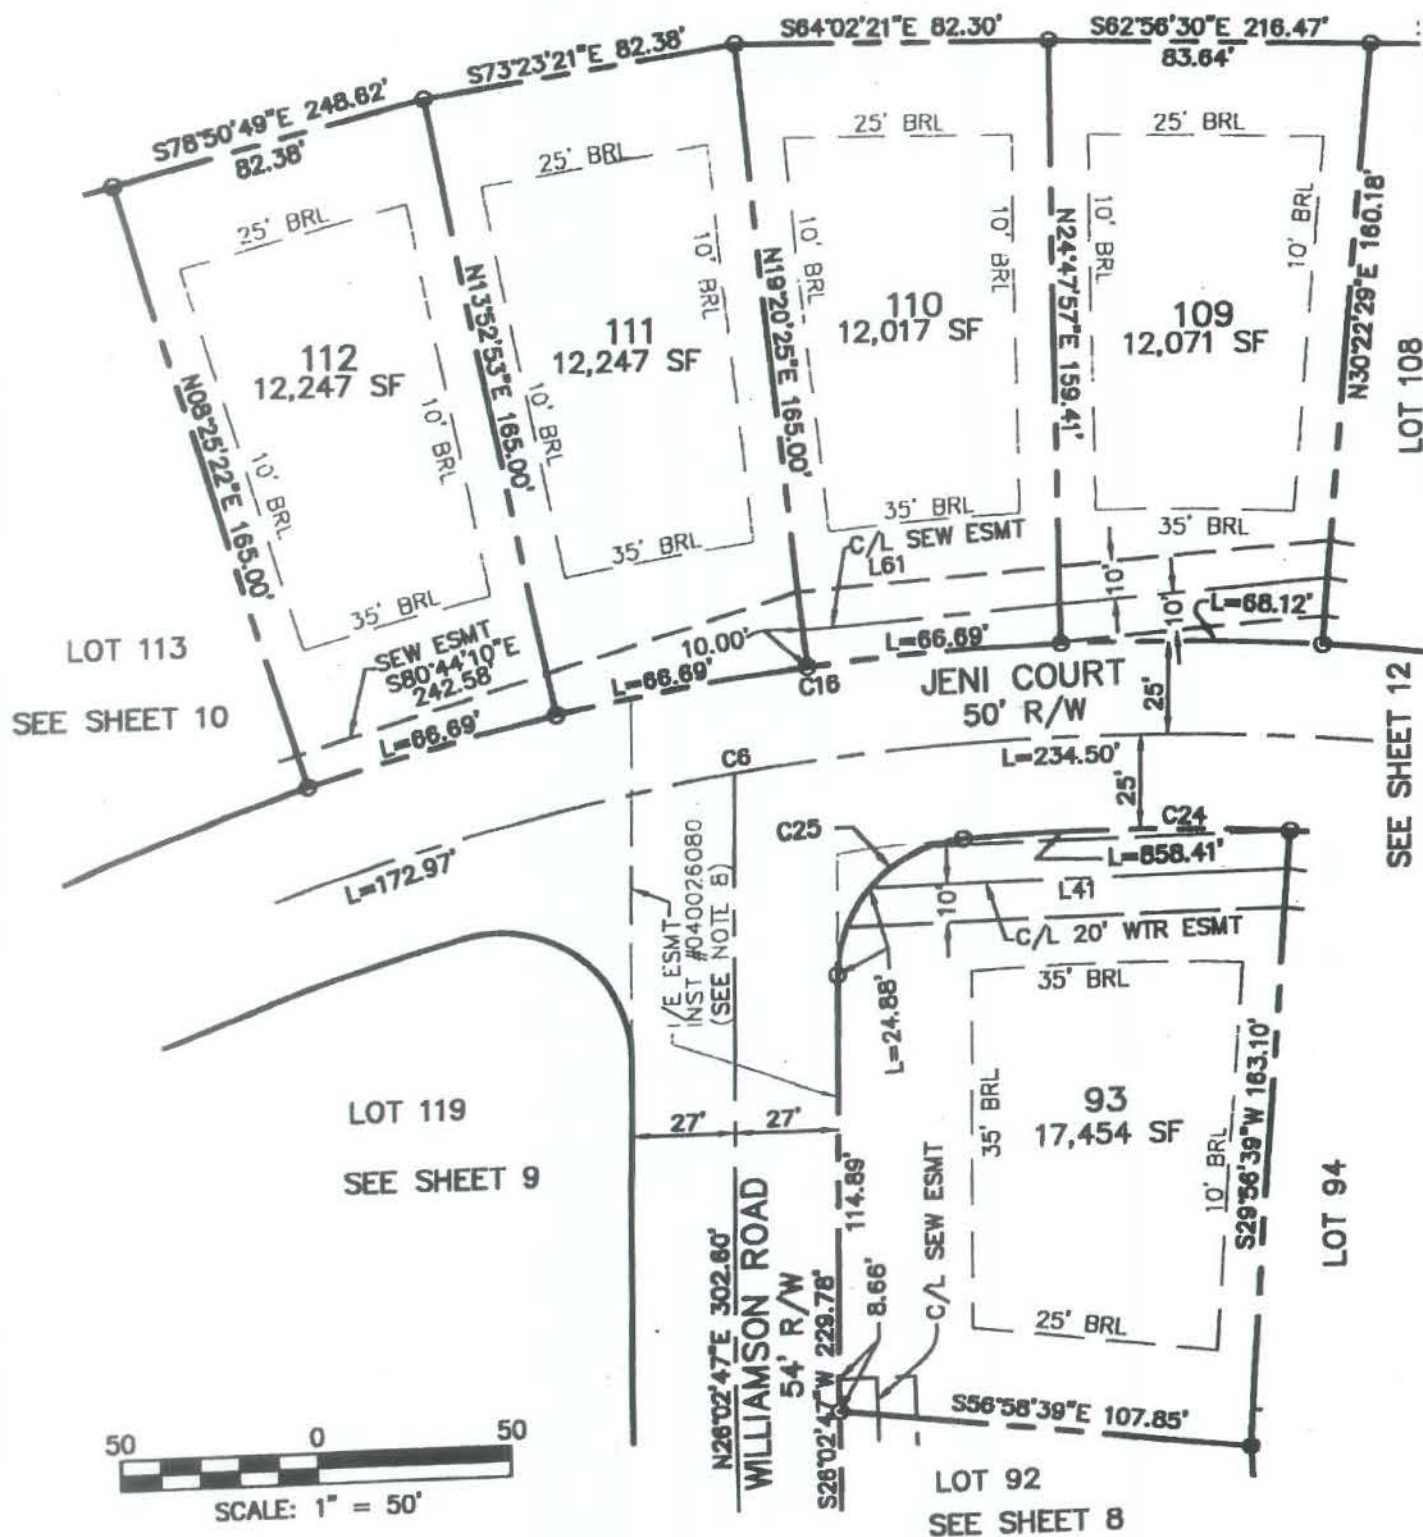 S78°50'49"E 248.62'
82.38'
S73°23'21"E 82.38'
S64°02'21"E 82.30'
S62°56'30"E 216.47'
83.64'
25' BRL
25' BRL
25' BRL
25' BRL
N08°25'22"E 165.00'
10' BRL
112
12,247 SF
10' BRL
35' BRL
N13°52'53"E 165.00'
10' BRL
111
12,247 SF
10' BRL
35' BRL
N19°20'25"E 165.00'
10' BRL
110
12,017 SF
10' BRL
35' BRL
N24°47'57"E 159.41'
10' BRL
109
12,071 SF
10' BRL
35' BRL
N30°22'29"E 160.18'
LOT 108
C/L SEW ESMT
L61
10'
10'
L=68.12'
LOT 113
SEE SHEET 10
SEW ESMT
S80°44'10"E
242.58'
L=66.69'
L=66.69'
10.00'
L=66.69'
C16
JENI COURT
50' R/W
25'
SEE SHEET 12
C6
L=234.50'
25'
L=172.97'
C25
C24
L=858.41'
L41
10'
C/L 20' WTR ESMT
I/E ESMT
INST #0400026080
(SEE NOTE 8)
L=24.88'
35' BRL
35' BRL
93
17,454 SF
10' BRL
25' BRL
S29°56'39"W 163.10'
LOT 94
LOT 119
SEE SHEET 9
27'
27'
114.89'
8.66'
C/L SEW ESMT
N26°02'47"E 302.60'
WILLIAMSON ROAD
54' R/W
S26°02'47"W 229.78'
S56°58'39"E 107.85'
LOT 92
SEE SHEET 8
50 0 50
SCALE: 1" = 50'